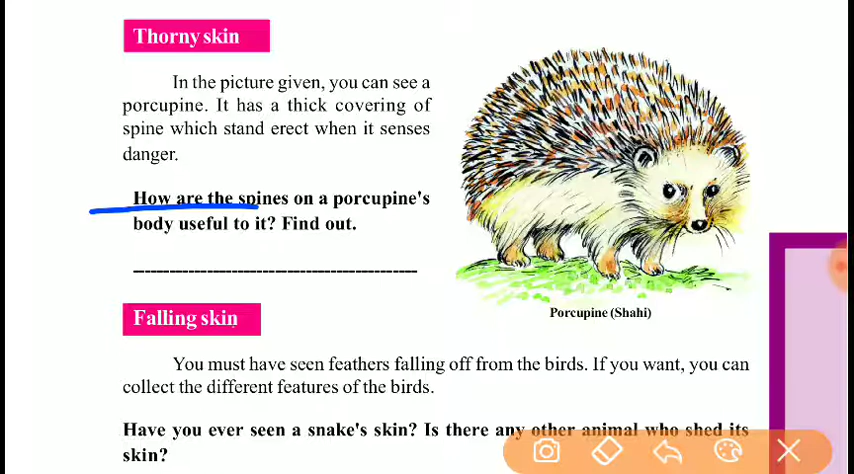 Thorny skin
In the picture given, you can see a
porcupine. It has a thick covering of
spine which stand erect when it senses
danger.
How are the spines on a porcupine's
body useful to it? Find out.
Porcupine (Shahi)
Falling skin
You must have seen feathers falling off from the birds. If you want, you can
collect the different features of the birds.
Have you ever seen a snake's skin? Is there any other animal who shed its
skin?